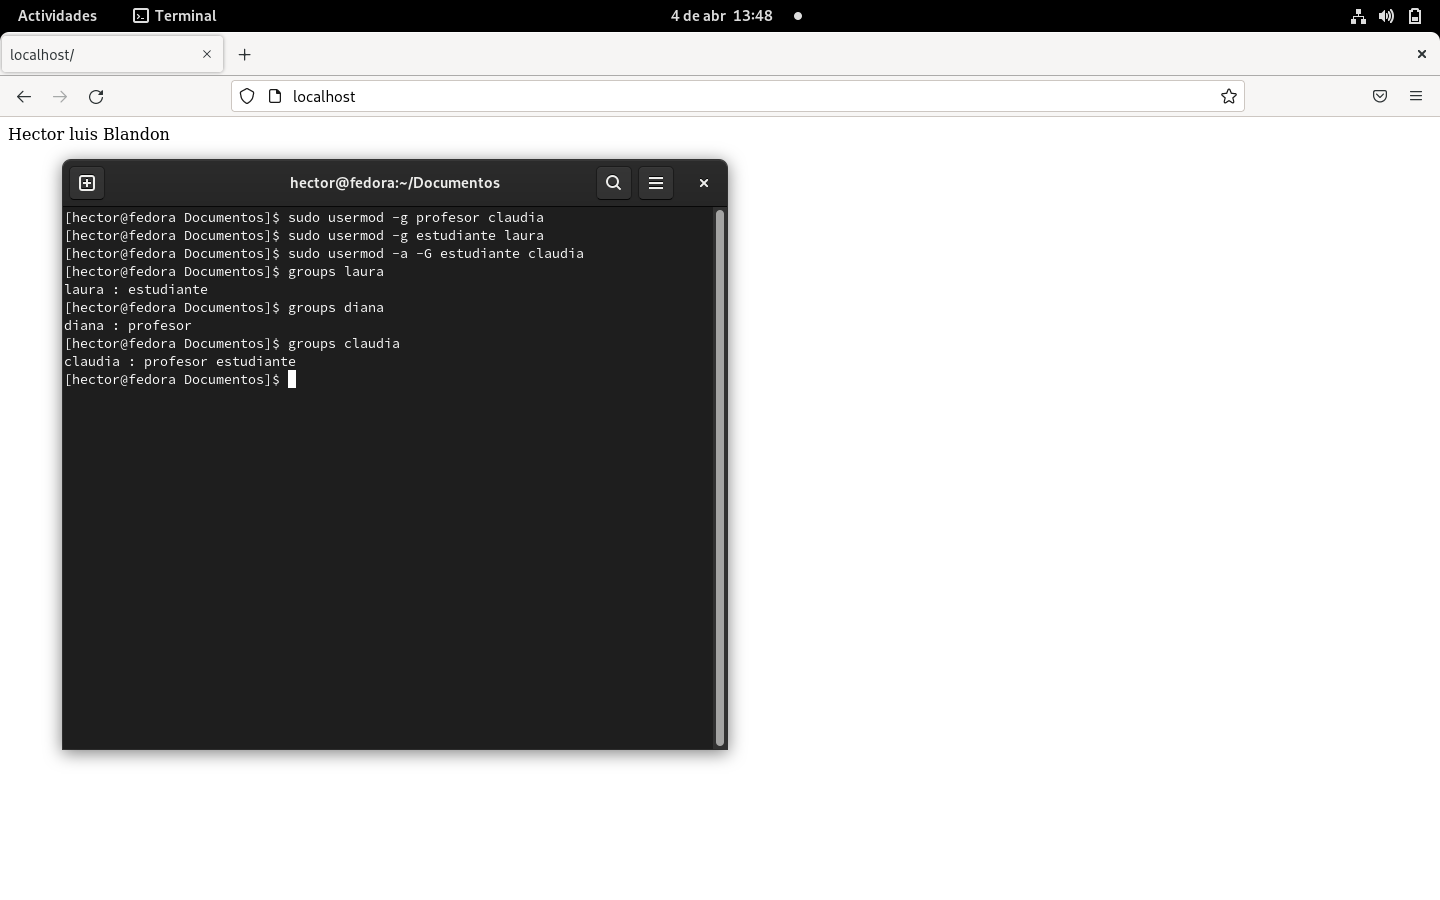 Actividades Terminal 4 de abr 13:48
localhost/
localhost
Hector luis Blandon
hector@fedora:~/Documentos
[hector@fedora Documentos]$ sudo usermod -g profesor claudia
[hector@fedora Documentos]$ sudo usermod -g estudiante laura
[hector@fedora Documentos]$ sudo usermod -a -G estudiante claudia
[hector@fedora Documentos]$ groups laura
laura : estudiante
[hector@fedora Documentos]$ groups diana
diana : profesor
[hector@fedora Documentos]$ groups claudia
claudia : profesor estudiante
[hector@fedora Documentos]$